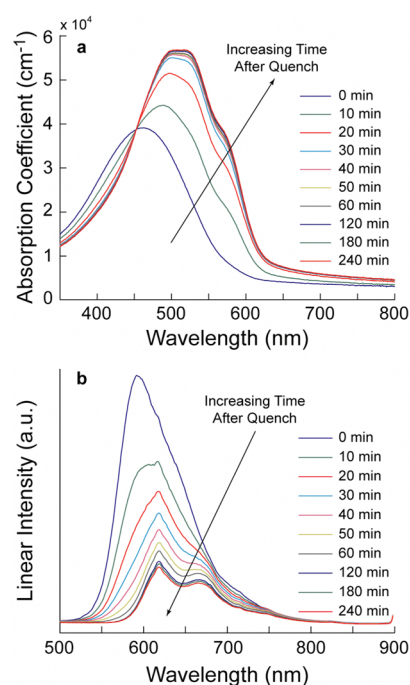 x 10⁴
6
5
4
3
2
1
0
Absorption Coefficient (cm⁻¹)
a
Increasing Time
After Quench
0 min
10 min
20 min
30 min
40 min
50 min
60 min
120 min
180 min
240 min
400 500 600 700 800
Wavelength (nm)
b
Linear Intensity (a.u.)
Increasing Time
After Quench
0 min
10 min
20 min
30 min
40 min
50 min
60 min
120 min
180 min
240 min
500 600 700 800 900
Wavelength (nm)